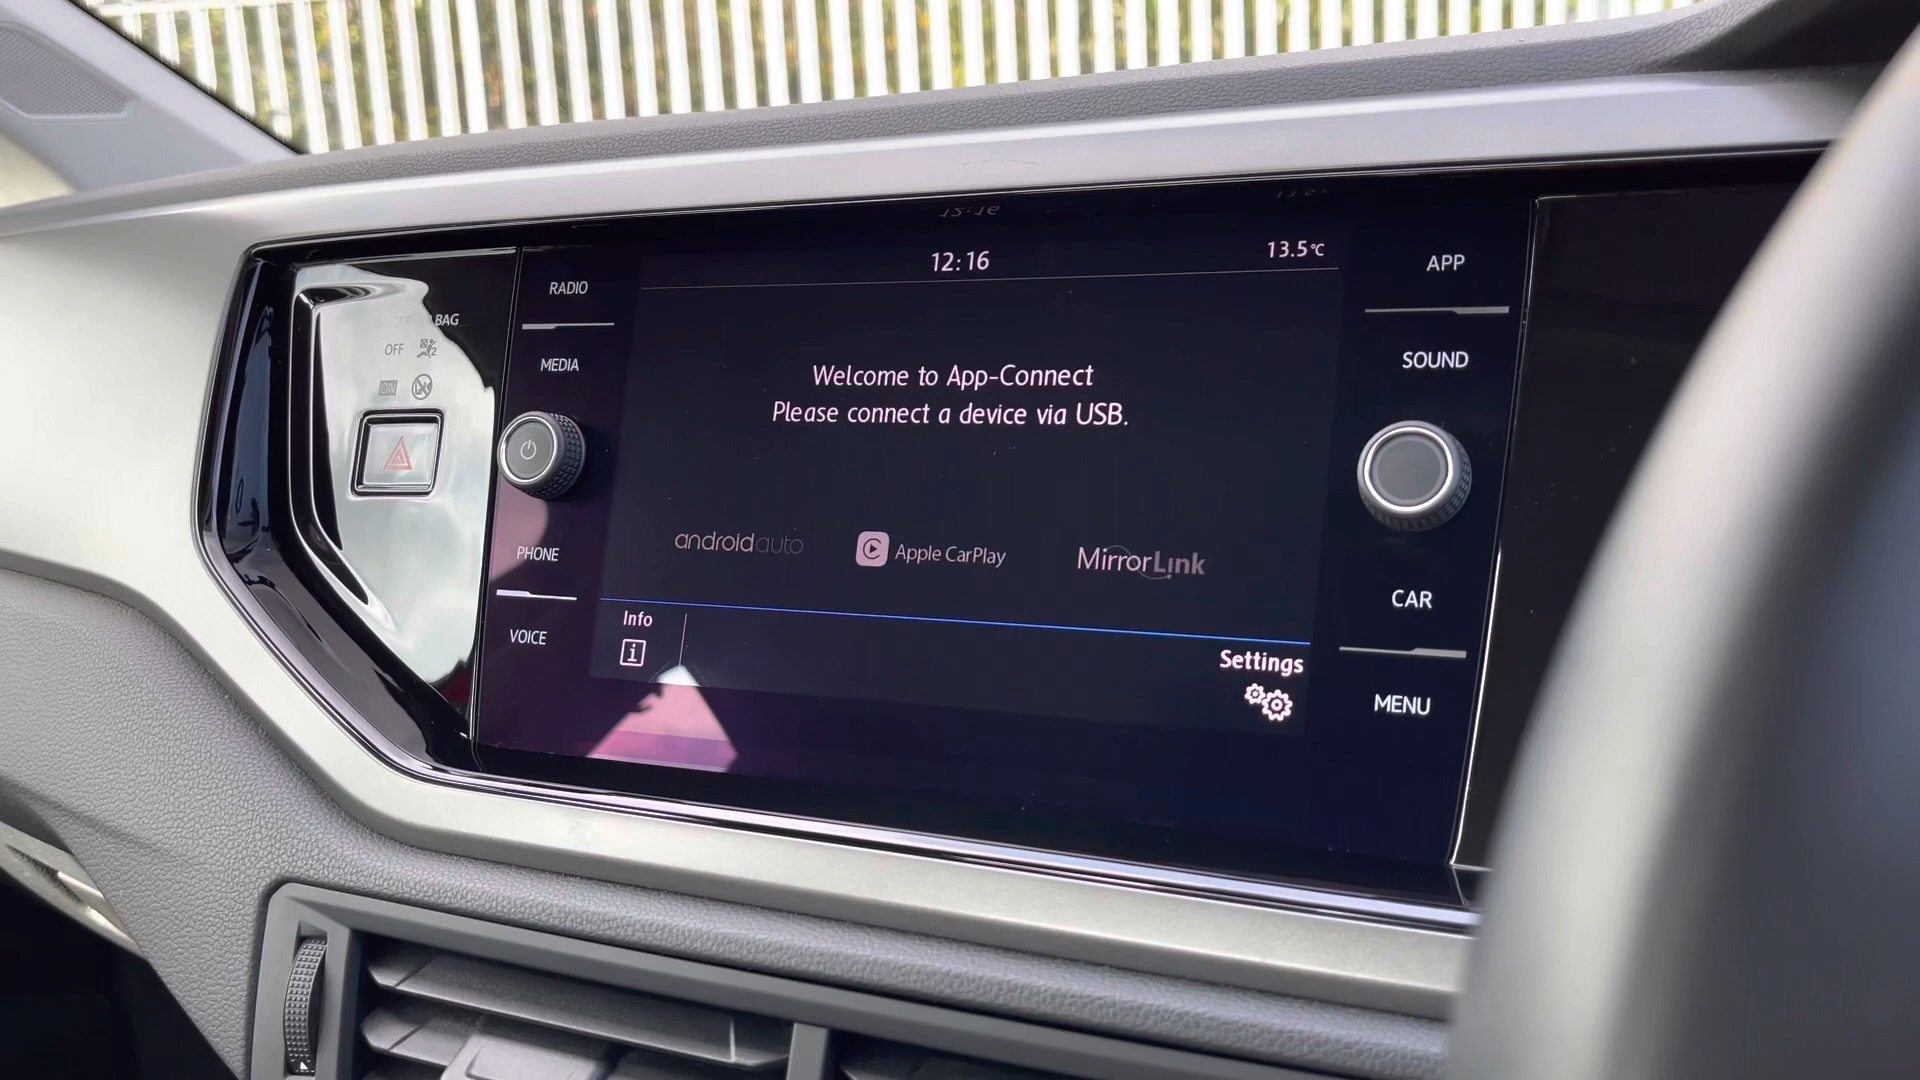 12:16
13.5°C
RADIO
MEDIA
PHONE
VOICE
BAG
OFF
ON
Welcome to App-Connect
Please connect a device via USB.
androidauto
Apple CarPlay
MirrorLink
Info
Settings
APP
SOUND
CAR
MENU